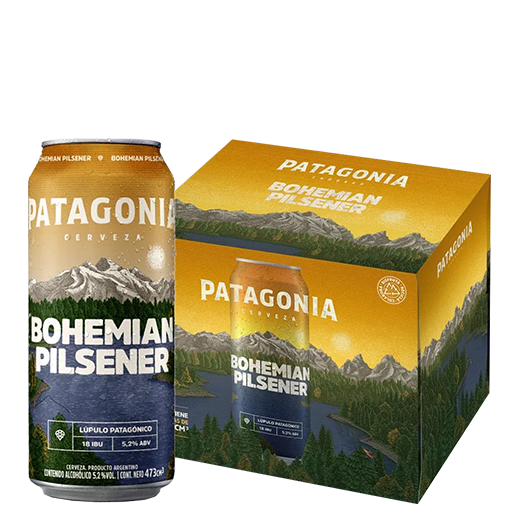 BOHEMIAN PILSENER BOHEMIAN PILSENER
PATAGONIA
CERVEZA
BOHEMIAN
PILSENER
LÚPULO PATAGÓNICO
18 IBU 5,2% ABV
CERVEZA. PRODUCTO ARGENTINO
CONTENIDO ALCOHÓLICO 5,2%VOL. CONT. NETO 473CM³
PATAGONIA
CERVEZA
BOHEMIAN
PILSENER
PATAGONIA
CERVEZA
BOHEMIAN
PILSENER
LÚPULO PATAGÓNICO
18 IBU 5,2% ABV